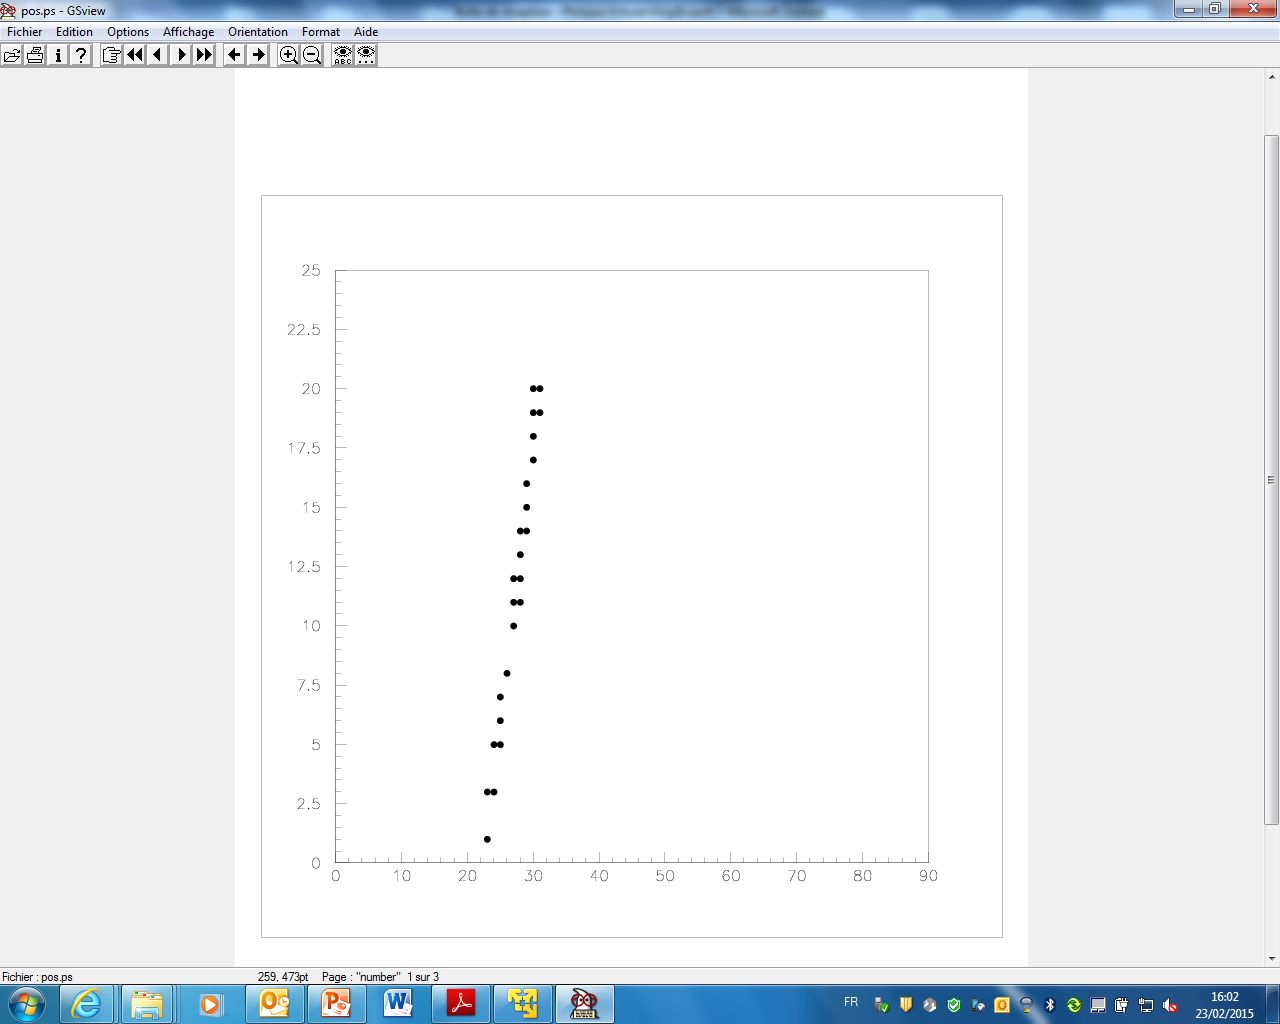 pos.ps - GSview
Fichier Edition Options Affichage Orientation Format Aide
i ?
ABC
25
22.5
20
17.5
15
12.5
10
7.5
5
2.5
0
0 10 20 30 40 50 60 70 80 90
Fichier : pos.ps 259, 473pt Page : "number" 1 sur 3
FR 16:02
23/02/2015